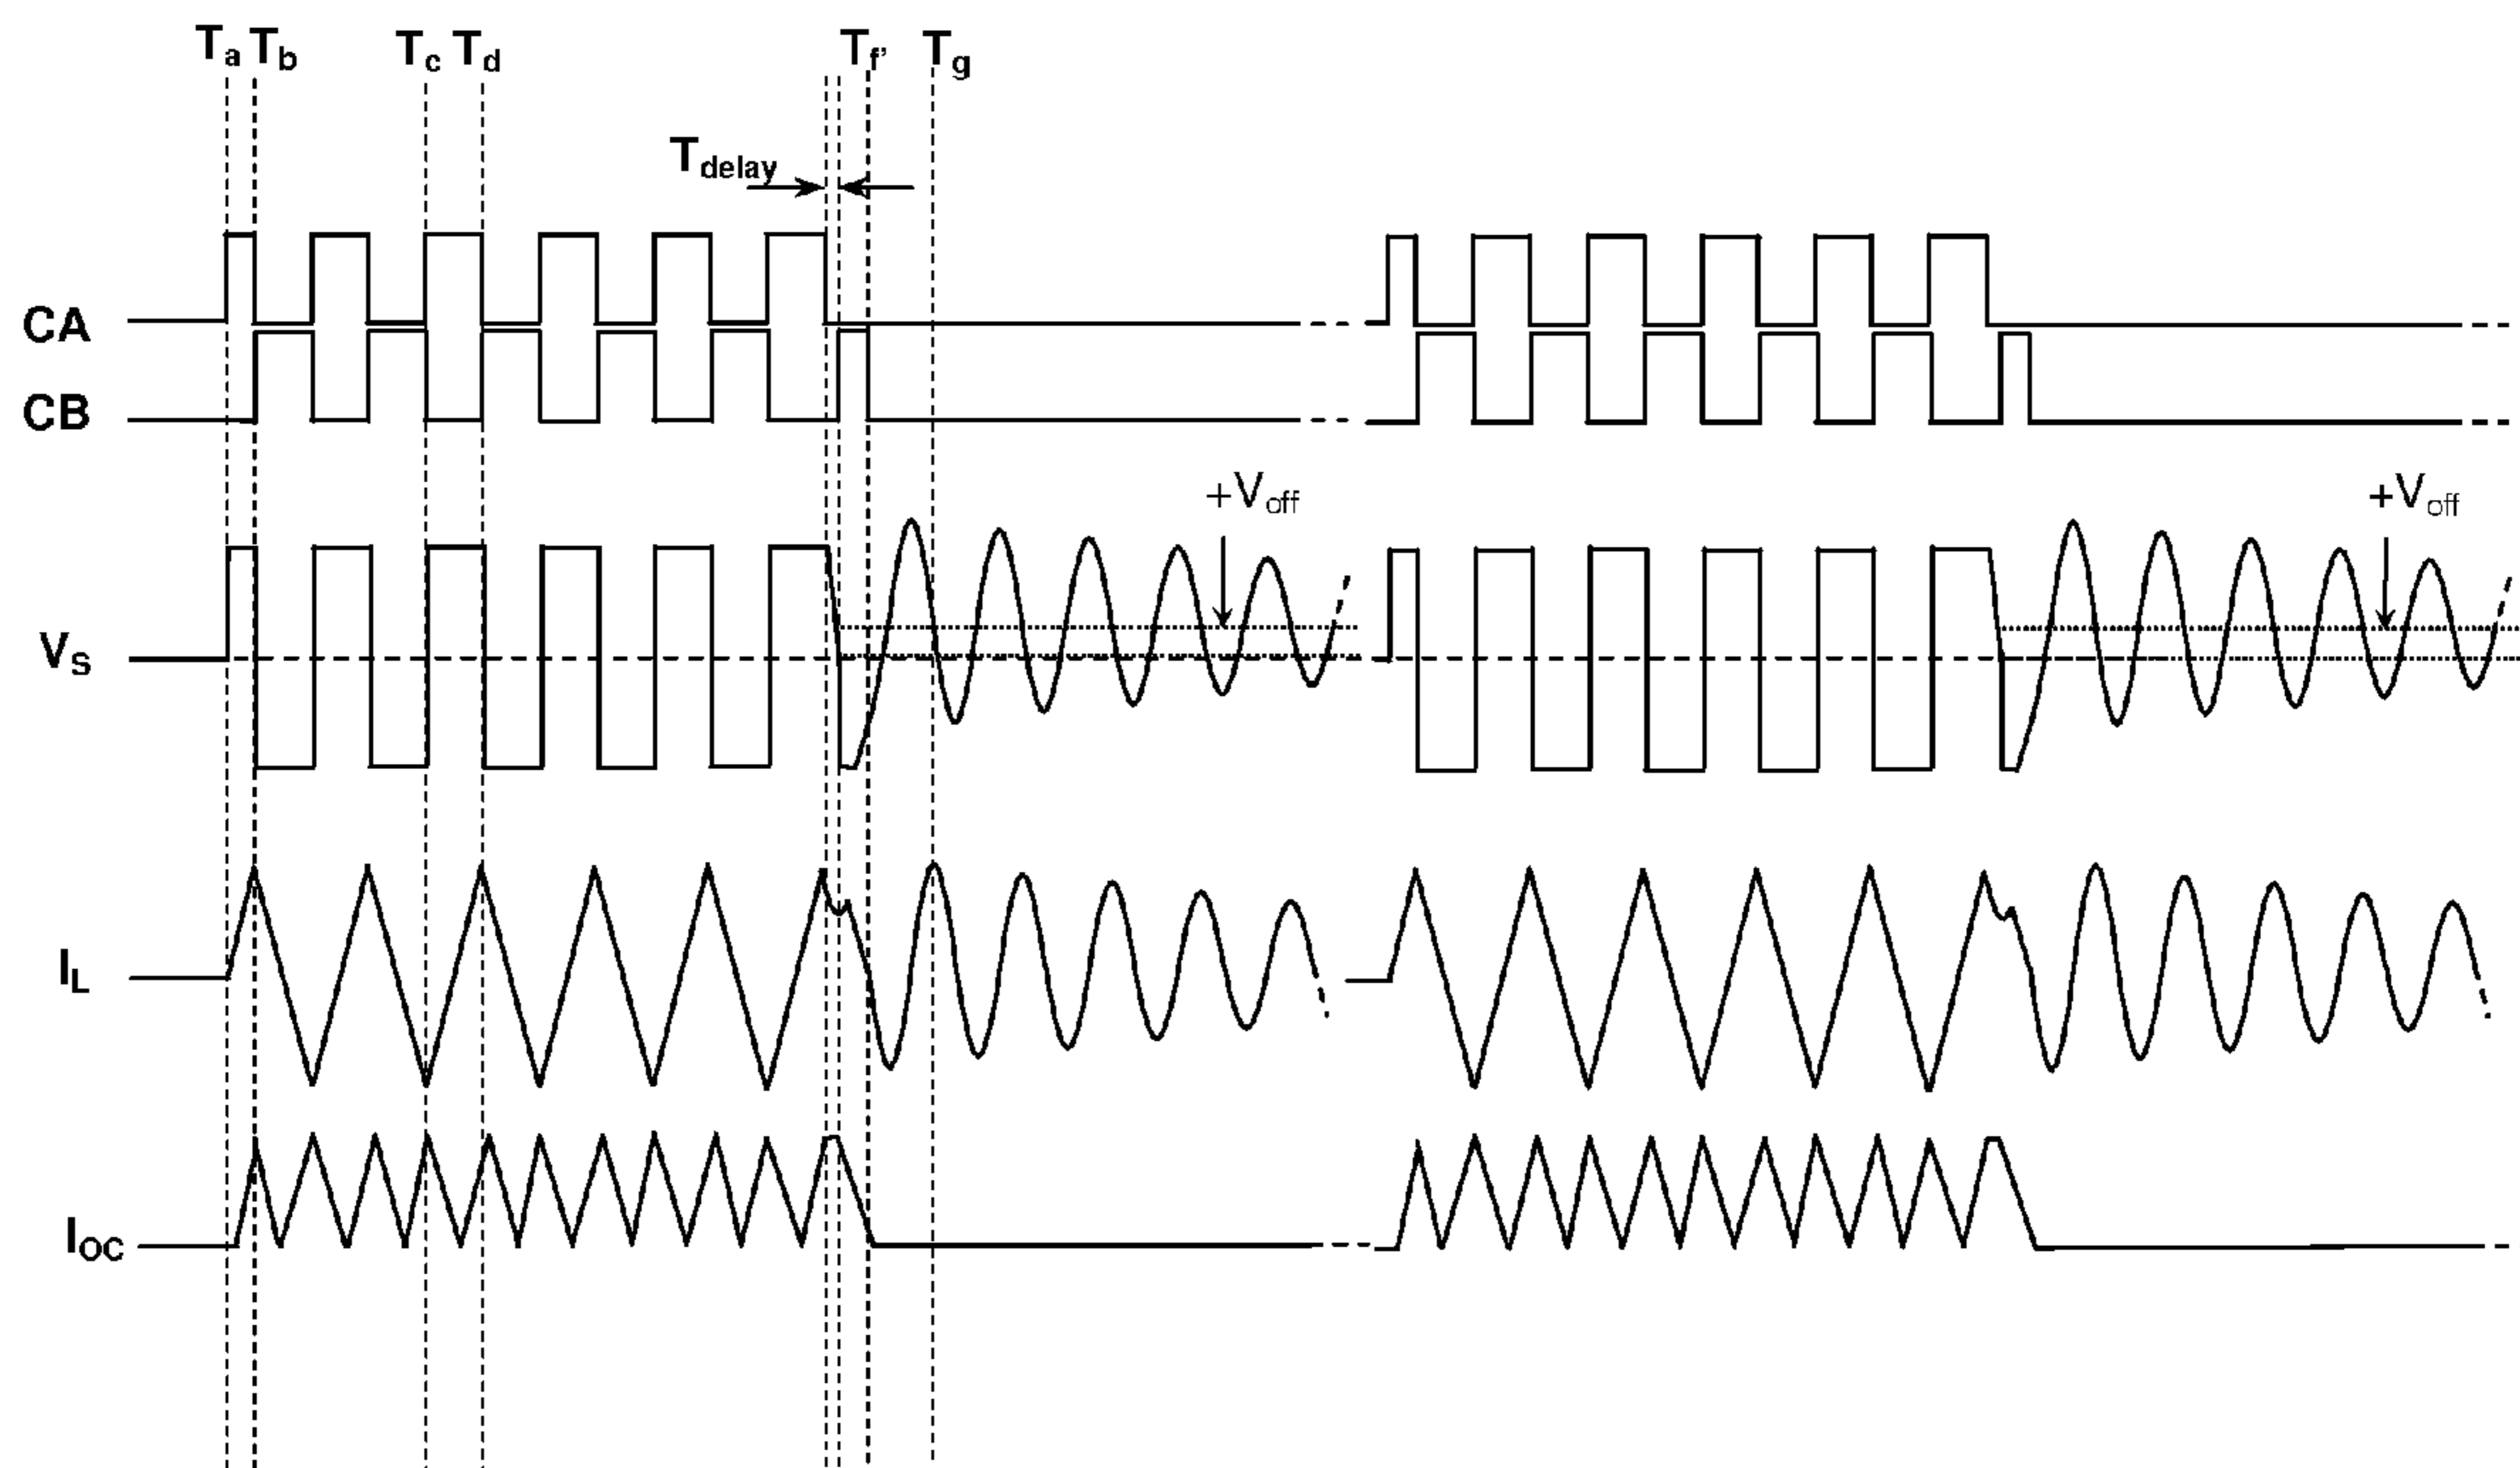 Ta Tb Tc Td Tf' Tg
Tdelay
CA
CB
+Voff +Voff
VS
IL
IOC